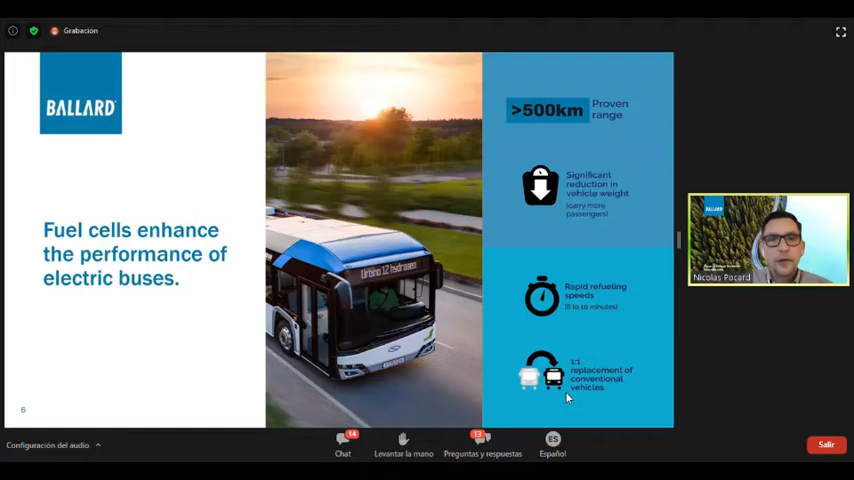 Grabación
BALLARD
Fuel cells enhance
the performance of
electric buses.
6
Urbino 12 hydrogen
>500km
Proven
range
Significant
reduction in
vehicle weight
(carry more
passengers)
Rapid refueling
speeds
(6 to 10 minutes)
1:1
replacement of
conventional
vehicles
BALLARD
Nicolas Pocard
Configuración del audio
14
Chat
Levantar la mano
13
Preguntas y respuestas
ES
Español
Salir